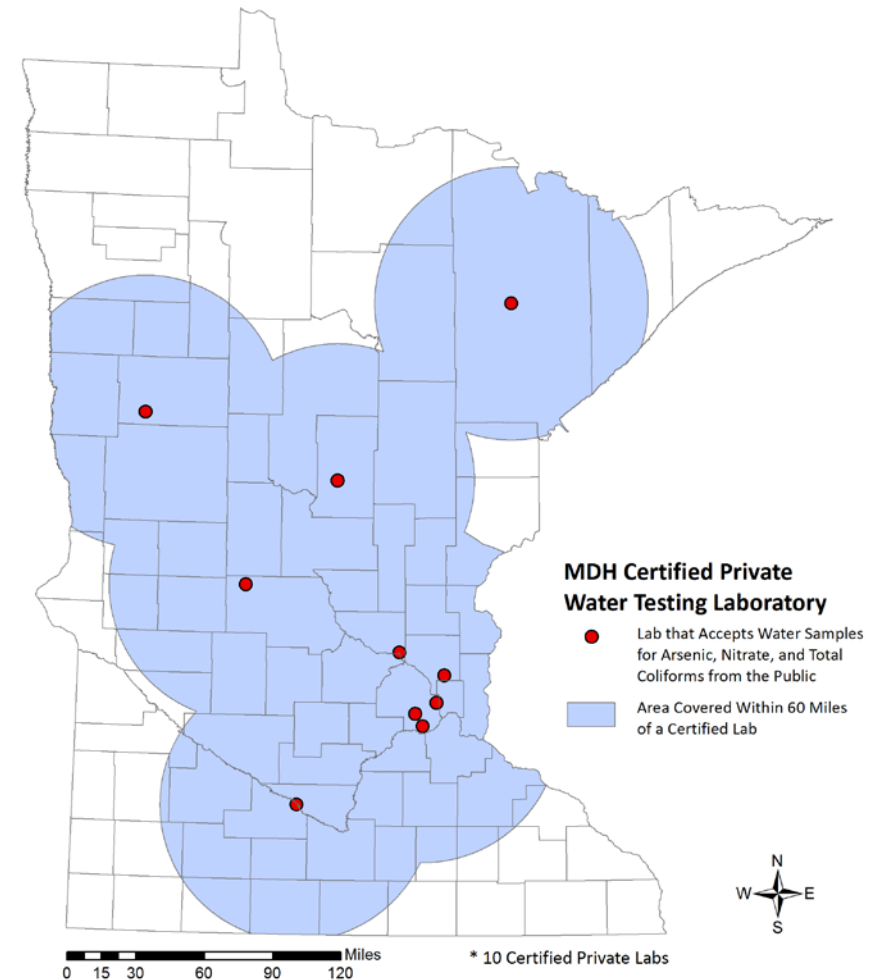 MDH Certified Private
Water Testing Laboratory
Lab that Accepts Water Samples
for Arsenic, Nitrate, and Total
Coliforms from the Public
Area Covered Within 60 Miles
of a Certified Lab
N
W E
S
Miles
0 15 30 60 90 120
* 10 Certified Private Labs